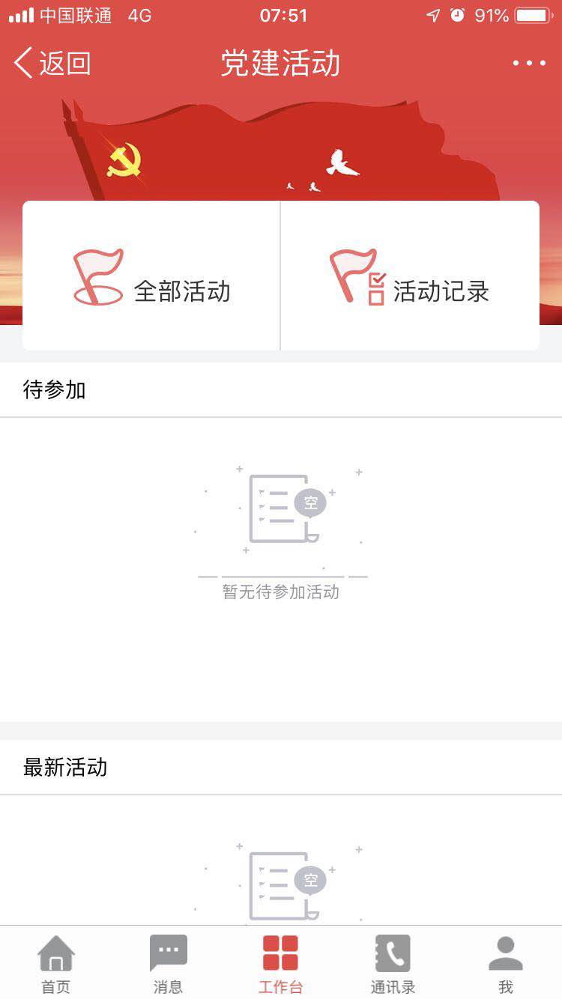 中国联通 4G 07:51 91%
返回 党建活动
全部活动 活动记录
待参加
空
暂无待参加活动
最新活动
空
首页 消息 工作台 通讯录 我